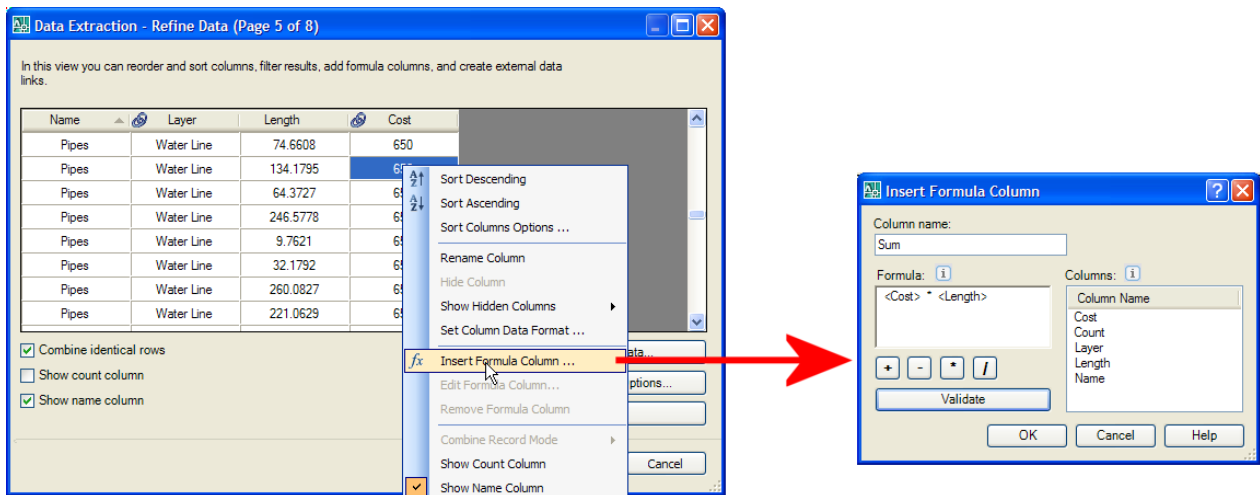 Data Extraction - Refine Data (Page 5 of 8)
In this view you can reorder and sort columns, filter results, add formula columns, and create external data
links.
Name Layer Length Cost
Pipes Water Line 74.6608 650
Pipes Water Line 134.1795
Pipes Water Line 64.3727
Pipes Water Line 246.5778
Pipes Water Line 9.7621
Pipes Water Line 32.1792
Pipes Water Line 260.0827
Pipes Water Line 221.0629
Combine identical rows
Show count column
Show name column
Cancel
Sort Descending
Sort Ascending
Sort Columns Options ...
Rename Column
Hide Column
Show Hidden Columns
Set Column Data Format ...
fx Insert Formula Column ...
Edit Formula Column...
Remove Formula Column
Combine Record Mode
Show Count Column
Show Name Column
Insert Formula Column
Column name:
Sum
Formula: Columns:
<Cost> * <Length>
Column Name
Cost
Count
Layer
Length
Name
+ - * /
Validate
OK Cancel Help